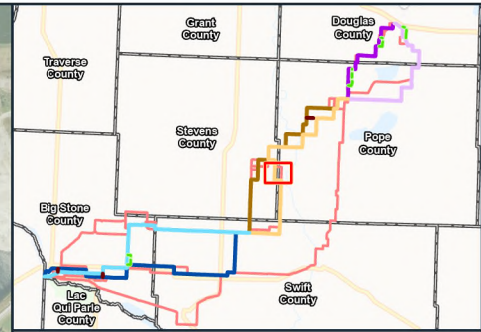 Grant
County
Douglas
County
Traverse
County
Stevens
County
Pope
County
Big Stone
County
Swift
County
Lac
Qui Parle
County